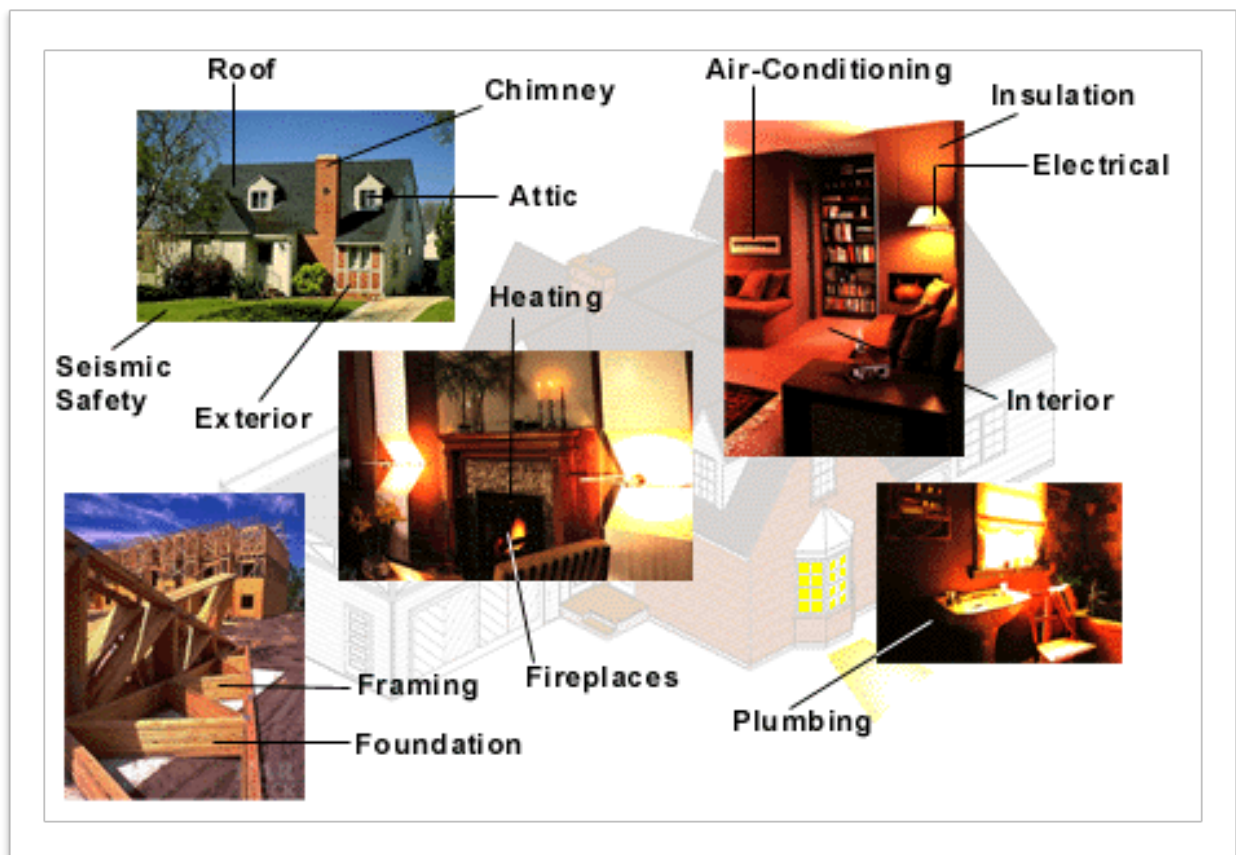 Roof
Chimney
Attic
Seismic
Safety
Exterior
Air-Conditioning
Insulation
Electrical
Interior
Heating
Fireplaces
Framing
Foundation
Plumbing